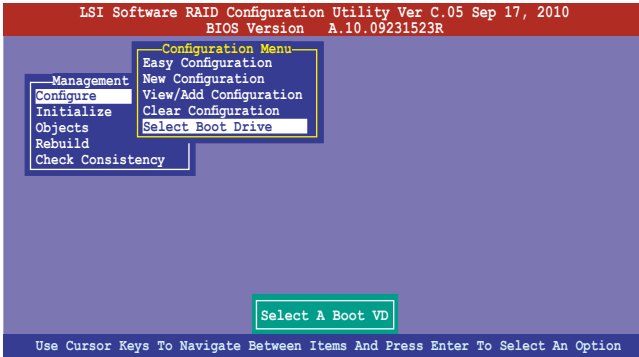 LSI Software RAID Configuration Utility Ver C.05 Sep 17, 2010
BIOS Version A.10.09231523R
Configuration Menu
Easy Configuration
New Configuration
View/Add Configuration
Clear Configuration
Select Boot Drive
Management
Configure
Initialize
Objects
Rebuild
Check Consistency
Select A Boot VD
Use Cursor Keys To Navigate Between Items And Press Enter To Select An Option